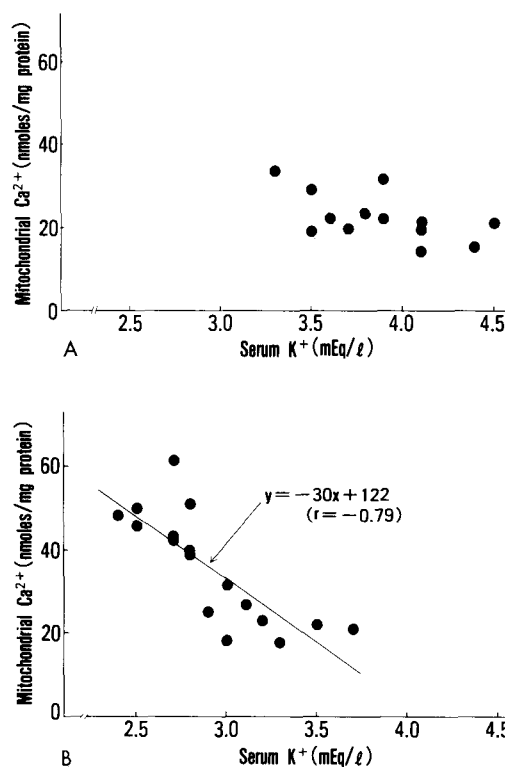 Mitochondrial Ca²⁺ (nmoles/mg protein)
60
40
20
0
2.5 3.0 3.5 4.0 4.5
A Serum K⁺ (mEq/ℓ)
Mitochondrial Ca²⁺ (nmoles/mg protein)
60
40
20
0
y = −30x + 122
(r = −0.79)
2.5 3.0 3.5 4.0 4.5
B Serum K⁺ (mEq/ℓ)